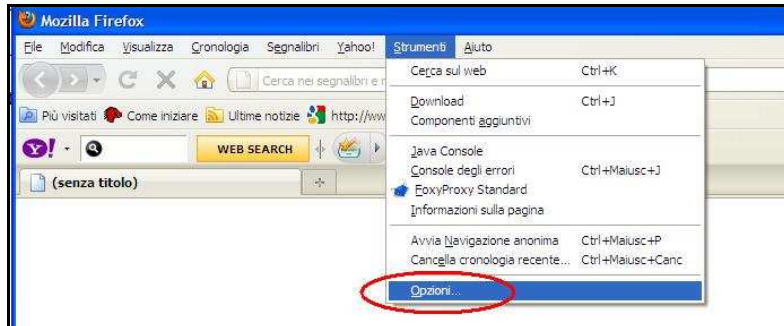 Mozilla Firefox
File Modifica Visualizza Cronologia Segnalibri Yahoo! Strumenti Aiuto
Cerca nei segnalibri e
Cerca sul web Ctrl+K
Download Ctrl+J
Componenti aggiuntivi
Java Console
Console degli errori Ctrl+Maiusc+J
FoxyProxy Standard
Informazioni sulla pagina
Avvia Navigazione anonima Ctrl+Maiusc+P
Cancella cronologia recente... Ctrl+Maiusc+Canc
Opzioni...
Più visitati Come iniziare Ultime notizie http://ww
Y! WEB SEARCH
(senza titolo)